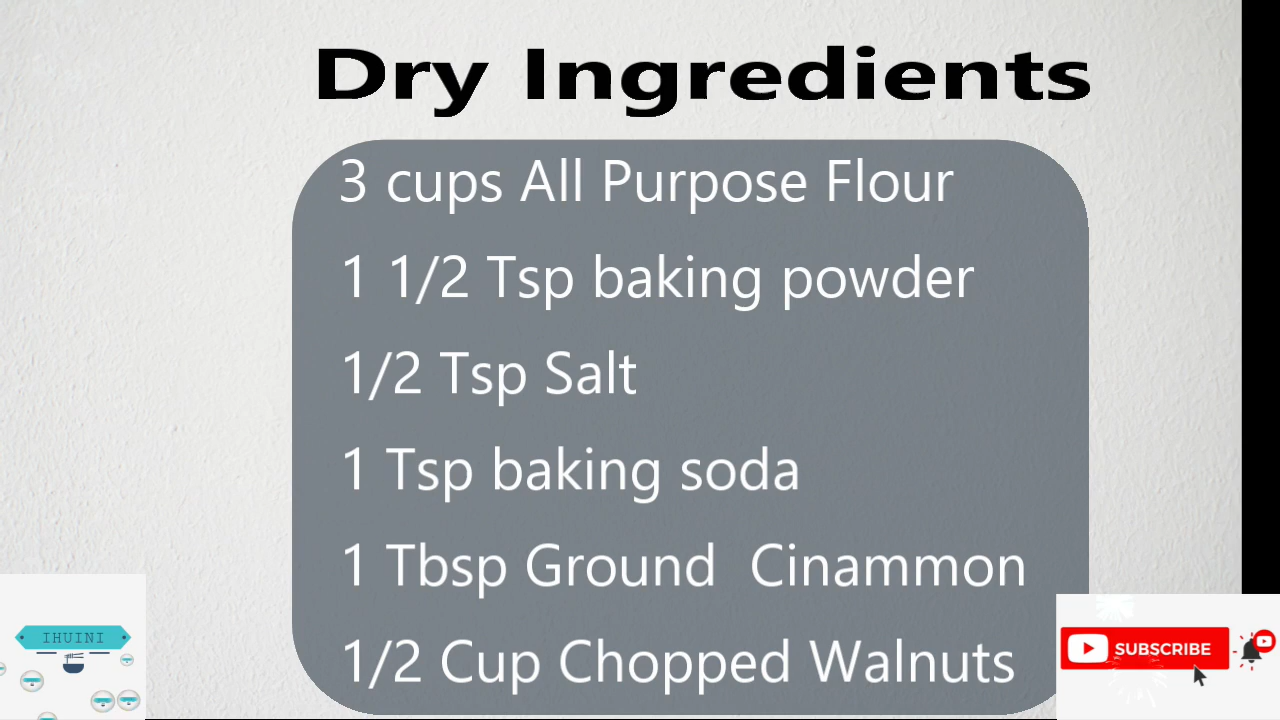 Dry Ingredients
3 cups All Purpose Flour
1 1/2 Tsp baking powder
1/2 Tsp Salt
1 Tsp baking soda
1 Tbsp Ground  Cinammon
1/2 Cup Chopped Walnuts
IHUINI
SUBSCRIBE